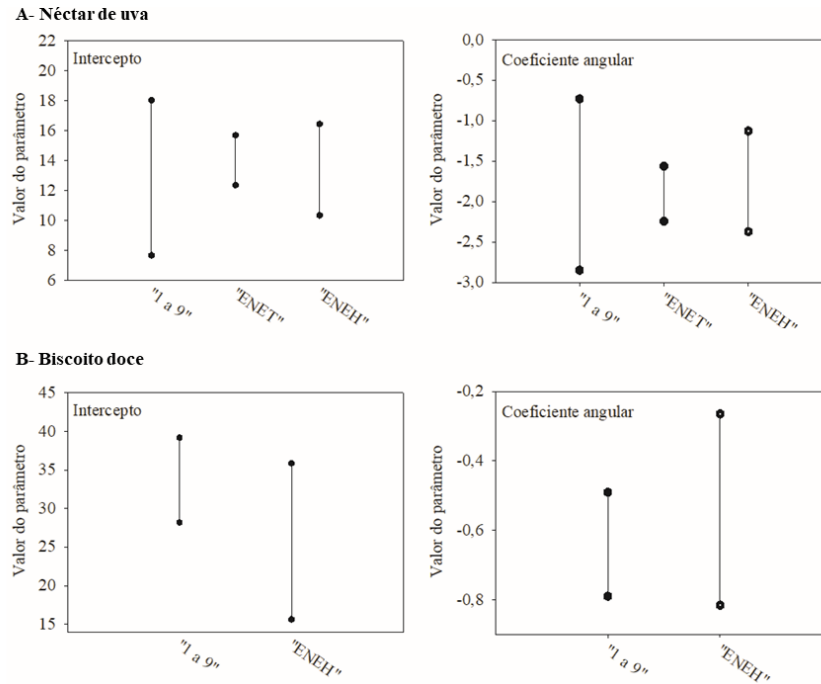 A- Néctar de uva
Intercepto
Valor do parâmetro
22
20
18
16
14
12
10
8
6
"1 a 9"
"ENET"
"ENEH"
Coeficiente angular
Valor do parâmetro
0,0
-0,5
-1,0
-1,5
-2,0
-2,5
-3,0
"1 a 9"
"ENET"
"ENEH"
B- Biscoito doce
Intercepto
Valor do parâmetro
45
40
35
30
25
20
15
"1 a 9"
"ENEH"
Coeficiente angular
Valor do parâmetro
-0,2
-0,4
-0,6
-0,8
"1 a 9"
"ENEH"